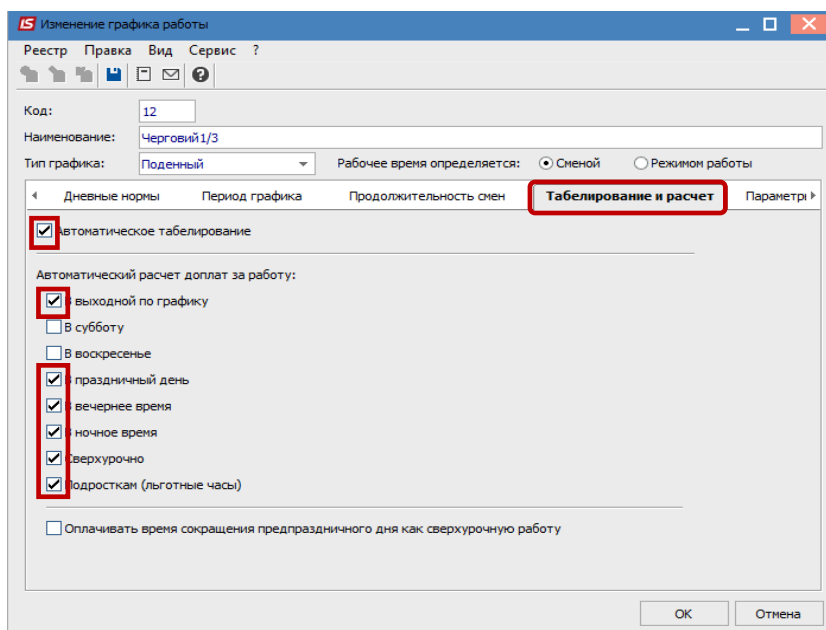 IS Изменение графика работы
Реестр Правка Вид Сервис ?
Код: 12
Наименование: Черговий1/3
Тип графика: Поденный Рабочее время определяется: Сменой Режимом работы
Дневные нормы Период графика Продолжительность смен Табелирование и расчет Параметры
Автоматическое табелирование
Автоматический расчет доплат за работу:
В выходной по графику
В субботу
В воскресенье
В праздничный день
В вечернее время
В ночное время
Сверхурочно
Подросткам (льготные часы)
Оплачивать время сокращения предпраздничного дня как сверхурочную работу
OK Отмена